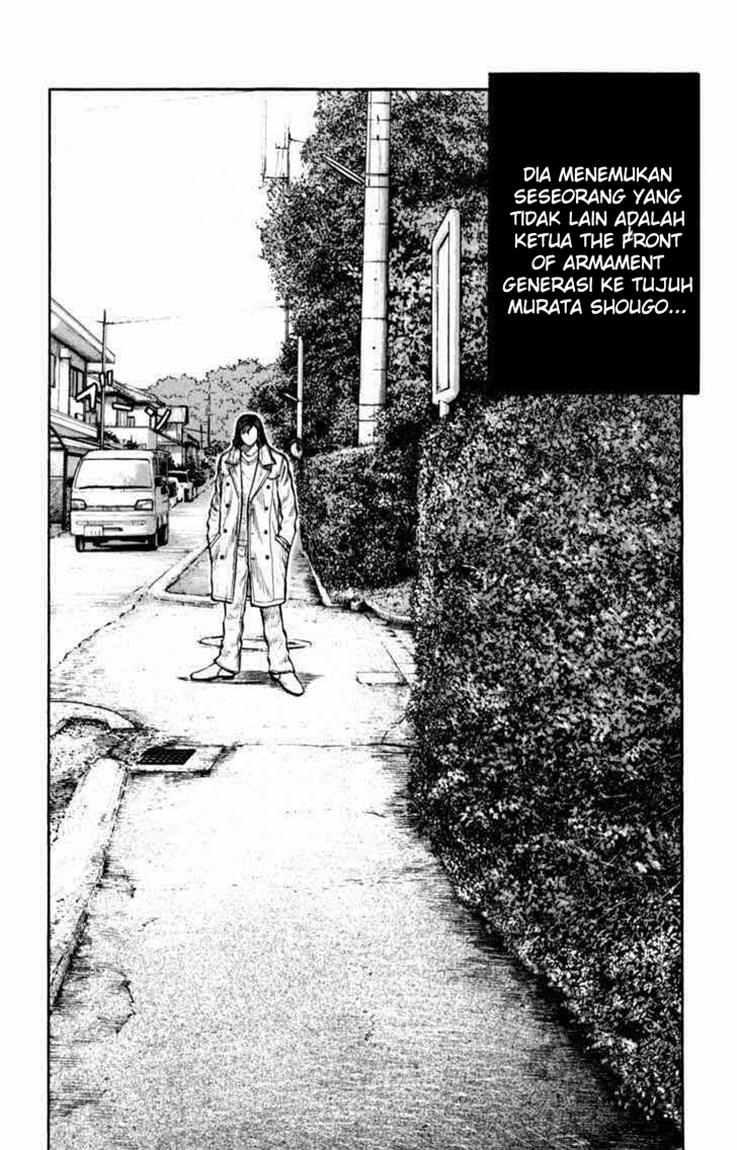 DIA MENEMUKAN
SESEORANG YANG
TIDAK LAIN ADALAH
KETUA THE FRONT
OF ARMAMENT
GENERASI KE TUJUH
MURATA SHOUGO...